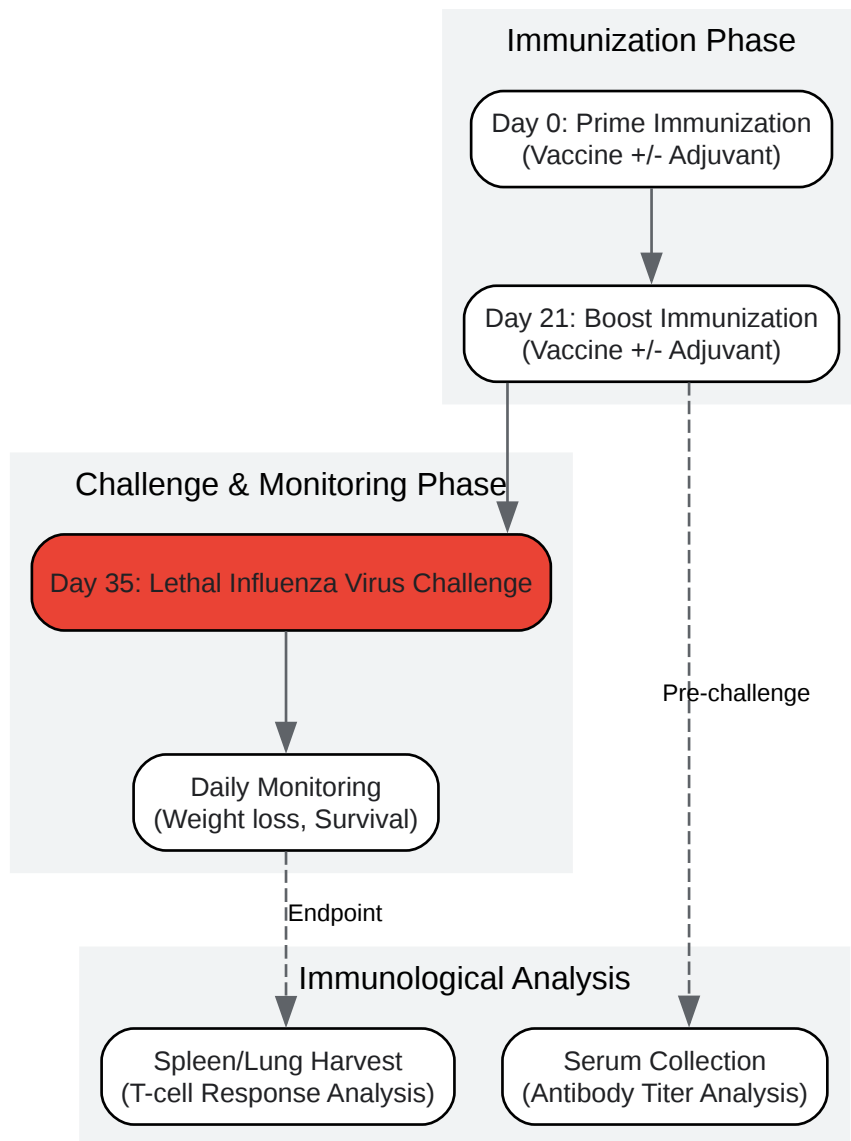 Immunization Phase
Day 0: Prime Immunization
(Vaccine +/- Adjuvant)
Day 21: Boost Immunization
(Vaccine +/- Adjuvant)
Challenge & Monitoring Phase
Day 35: Lethal Influenza Virus Challenge
Pre-challenge
Daily Monitoring
(Weight loss, Survival)
Endpoint
Immunological Analysis
Spleen/Lung Harvest
(T-cell Response Analysis)
Serum Collection
(Antibody Titer Analysis)